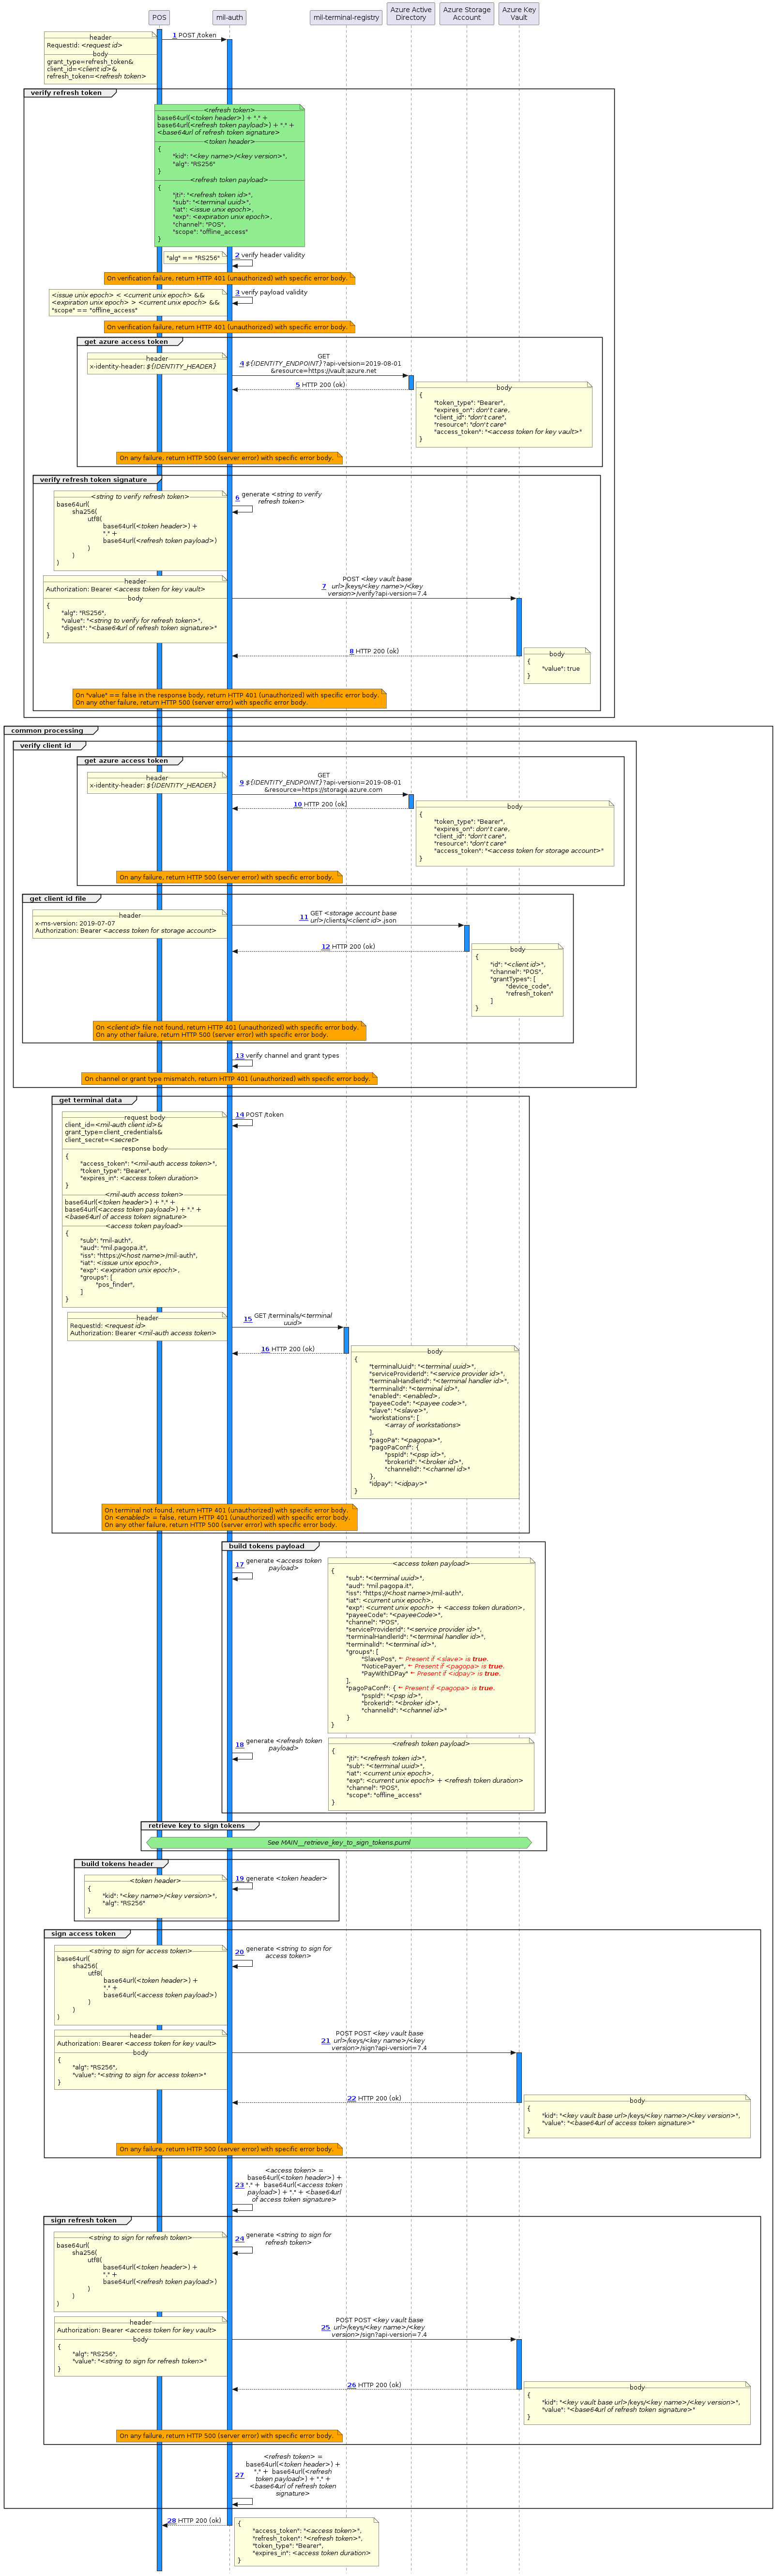 POS
mil-auth
mil-terminal-registry
Azure Active
Directory
Azure Storage
Account
Azure Key
Vault
header
RequestId: <request id>
body
grant_type=refresh_token&
client_id=<client id>&
refresh_token=<refresh token>
1 POST /token
verify refresh token
<refresh token>
base64url(<token header>) + "." +
base64url(<refresh token payload>) + "." +
<base64url of refresh token signature>
<token header>
{
"kid": "<key name>/<key version>",
"alg": "RS256"
}
<refresh token payload>
{
"jti": "<refresh token id>",
"sub": "<terminal uuid>",
"iat": <issue unix epoch>,
"exp": <expiration unix epoch>,
"channel": "POS",
"scope": "offline_access"
}
"alg" == "RS256"
2 verify header validity
On verification failure, return HTTP 401 (unauthorized) with specific error body.
<issue unix epoch> < <current unix epoch> &&
<expiration unix epoch> > <current unix epoch> &&
"scope" == "offline_access"
3 verify payload validity
On verification failure, return HTTP 401 (unauthorized) with specific error body.
get azure access token
header
x-identity-header: ${IDENTITY_HEADER}
GET
4 ${IDENTITY_ENDPOINT}?api-version=2019-08-01
&resource=https://vault.azure.net
5 HTTP 200 (ok)
body
{
"token_type": "Bearer",
"expires_on": don't care,
"client_id": "don't care",
"resource": "don't care"
"access_token": "<access token for key vault>"
}
On any failure, return HTTP 500 (server error) with specific error body.
verify refresh token signature
<string to verify refresh token>
base64url(
sha256(
utf8(
base64url(<token header>) +
"." +
base64url(<refresh token payload>)
)
)
)
6 generate <string to verify
refresh token>
header
Authorization: Bearer <access token for key vault>
body
{
"alg": "RS256",
"value": "<string to verify for refresh token>",
"digest": "<base64url of refresh token signature>"
}
POST <key vault base
7 url>/keys/<key name>/<key
version>/verify?api-version=7.4
8 HTTP 200 (ok)
body
{
"value": true
}
On "value" == false in the response body, return HTTP 401 (unauthorized) with specific error body.
On any other failure, return HTTP 500 (server error) with specific error body.
common processing
verify client id
get azure access token
header
x-identity-header: ${IDENTITY_HEADER}
GET
9 ${IDENTITY_ENDPOINT}?api-version=2019-08-01
&resource=https://storage.azure.com
10 HTTP 200 (ok)
body
{
"token_type": "Bearer",
"expires_on": don't care,
"client_id": "don't care",
"resource": "don't care"
"access_token": "<access token for storage account>"
}
On any failure, return HTTP 500 (server error) with specific error body.
get client id file
header
x-ms-version: 2019-07-07
Authorization: Bearer <access token for storage account>
11 GET <storage account base
url>/clients/<client id>.json
12 HTTP 200 (ok)
body
{
"id": "<client id>",
"channel": "POS",
"grantTypes": [
"device_code",
"refresh_token"
]
}
On <client id> file not found, return HTTP 401 (unauthorized) with specific error body.
On any other failure, return HTTP 500 (server error) with specific error body.
13 verify channel and grant types
On channel or grant type mismatch, return HTTP 401 (unauthorized) with specific error body.
get terminal data
request body
client_id=<mil-auth client id>&
grant_type=client_credentials&
client_secret=<secret>
response body
{
"access_token": "<mil-auth access token>",
"token_type": "Bearer",
"expires_in": <access token duration>
}
<mil-auth access token>
base64url(<token header>) + "." +
base64url(<access token payload>) + "." +
<base64url of access token signature>
<access token payload>
{
"sub": "mil-auth",
"aud": "mil.pagopa.it",
"iss": "https://<host name>/mil-auth",
"iat": <issue unix epoch>,
"exp": <expiration unix epoch>,
"groups": [
"pos_finder",
]
}
14 POST /token
header
RequestId: <request id>
Authorization: Bearer <mil-auth access token>
15 GET /terminals/<terminal
uuid>
16 HTTP 200 (ok)
body
{
"terminalUuid": "<terminal uuid>",
"serviceProviderId": "<service provider id>",
"terminalHandlerId": "<terminal handler id>",
"terminalId": "<terminal id>",
"enabled": <enabled>,
"payeeCode": "<payee code>",
"slave": "<slave>",
"workstations": [
<array of workstations>
],
"pagoPa": "<pagopa>",
"pagoPaConf": {
"pspId": "<psp id>",
"brokerId": "<broker id>",
"channelId": "<channel id>"
},
"idpay": "<idpay>"
}
On terminal not found, return HTTP 401 (unauthorized) with specific error body.
On <enabled> = false, return HTTP 401 (unauthorized) with specific error body.
On any other failure, return HTTP 500 (server error) with specific error body.
build tokens payload
17 generate <access token
payload>
<access token payload>
{
"sub": "<terminal uuid>",
"aud": "mil.pagopa.it",
"iss": "https://<host name>/mil-auth",
"iat": <current unix epoch>,
"exp": <current unix epoch> + <access token duration>,
"payeeCode": "<payeeCode>",
"channel": "POS",
"serviceProviderId": "<service provider id>",
"terminalHandlerId": "<terminal handler id>",
"terminalId": "<terminal id>",
"groups": [
"SlavePos", ← Present if <slave> is true.
"NoticePayer", ← Present if <pagopa> is true.
"PayWithIDPay" ← Present if <idpay> is true.
],
"pagoPaConf": { ← Present if <pagopa> is true.
"pspId": "<psp id>",
"brokerId": "<broker id>",
"channelId": "<channel id>"
}
}
18 generate <refresh token
payload>
<refresh token payload>
{
"jti": "<refresh token id>",
"sub": "<terminal uuid>",
"iat": <current unix epoch>,
"exp": <current unix epoch> + <refresh token duration>
"channel": "POS",
"scope": "offline_access"
}
retrieve key to sign tokens
See MAIN__retrieve_key_to_sign_tokens.puml
build tokens header
<token header>
{
"kid": "<key name>/<key version>",
"alg": "RS256"
}
19 generate <token header>
sign access token
<string to sign for access token>
base64url(
sha256(
utf8(
base64url(<token header>) +
"." +
base64url(<access token payload>)
)
)
)
20 generate <string to sign for
access token>
header
Authorization: Bearer <access token for key vault>
body
{
"alg": "RS256",
"value": "<string to sign for access token>"
}
POST POST <key vault base
21 url>/keys/<key name>/<key
version>/sign?api-version=7.4
22 HTTP 200 (ok)
body
{
"kid": "<key vault base url>/keys/<key name>/<key version>",
"value": "<base64url of access token signature>"
}
On any failure, return HTTP 500 (server error) with specific error body.
<access token> =
base64url(<token header>) +
23 "." + base64url(<access token
payload>) + "." + <base64url
of access token signature>
sign refresh token
<string to sign for refresh token>
base64url(
sha256(
utf8(
base64url(<token header>) +
"." +
base64url(<refresh token payload>)
)
)
)
24 generate <string to sign for
refresh token>
header
Authorization: Bearer <access token for key vault>
body
{
"alg": "RS256",
"value": "<string to sign for refresh token>"
}
POST POST <key vault base
25 url>/keys/<key name>/<key
version>/sign?api-version=7.4
26 HTTP 200 (ok)
body
{
"kid": "<key vault base url>/keys/<key name>/<key version>",
"value": "<base64url of refresh token signature>"
}
On any failure, return HTTP 500 (server error) with specific error body.
<refresh token> =
base64url(<token header>) +
"." + base64url(<refresh
27 token payload>) + "." +
<base64url of refresh token
signature>
28 HTTP 200 (ok)
{
"access_token": "<access token>",
"refresh_token": "<refresh token>",
"token_type": "Bearer",
"expires_in": <access token duration>
}